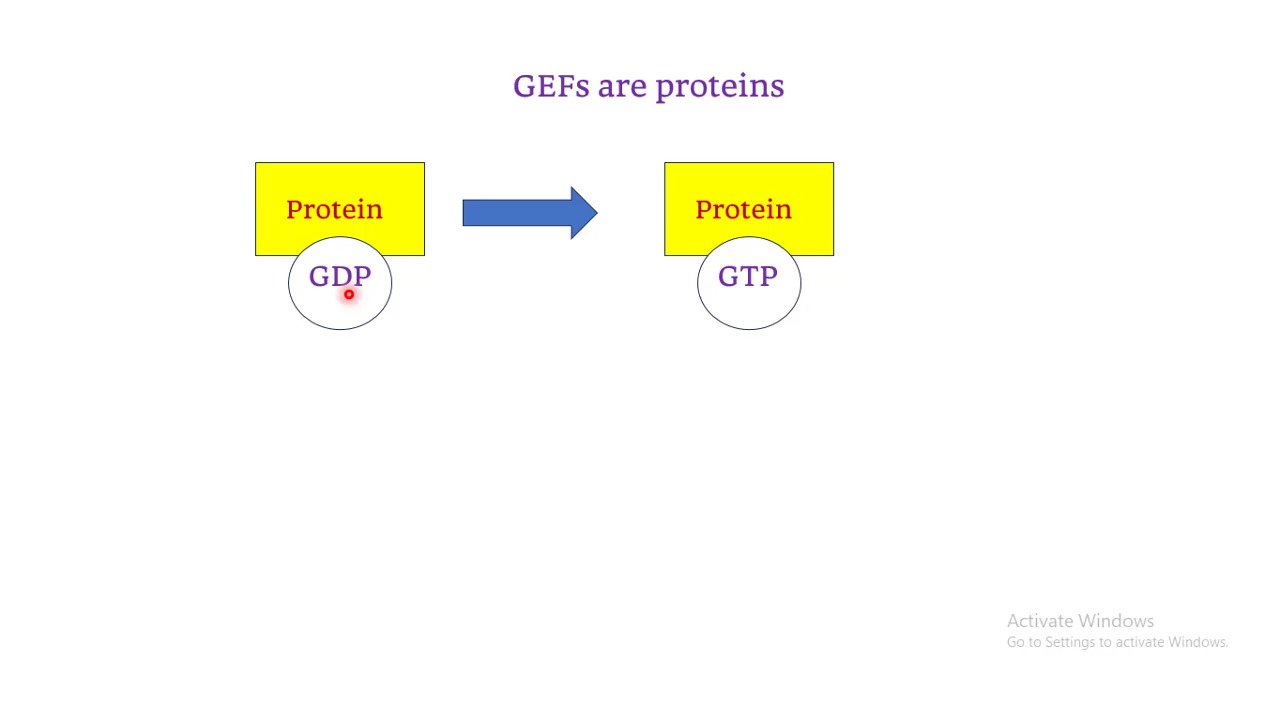 GEFs are proteins
Protein
Protein
GDP
GTP
Activate Windows
Go to Settings to activate Windows.